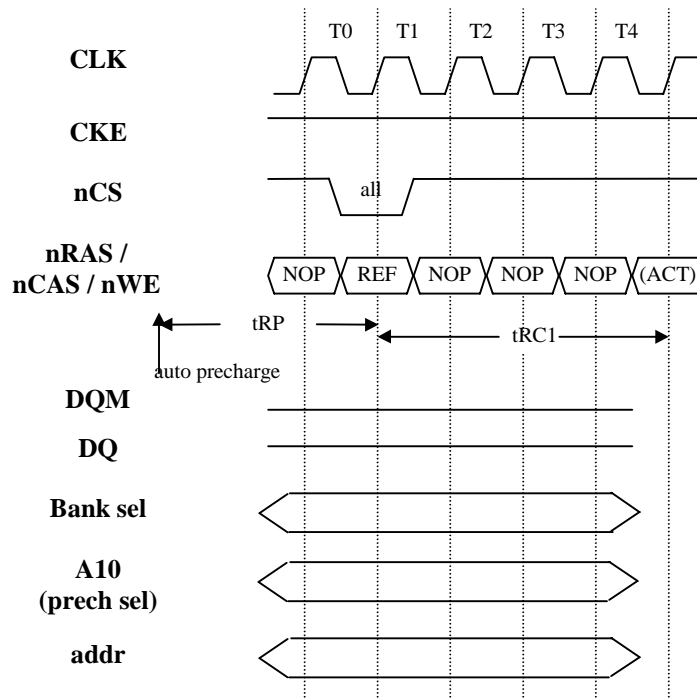 T0 T1 T2 T3 T4
CLK
CKE
nCS
all
nRAS /
nCAS / nWE
NOP REF NOP NOP NOP (ACT)
tRP
tRC1
auto precharge
DQM
DQ
Bank sel
A10
(prech sel)
addr